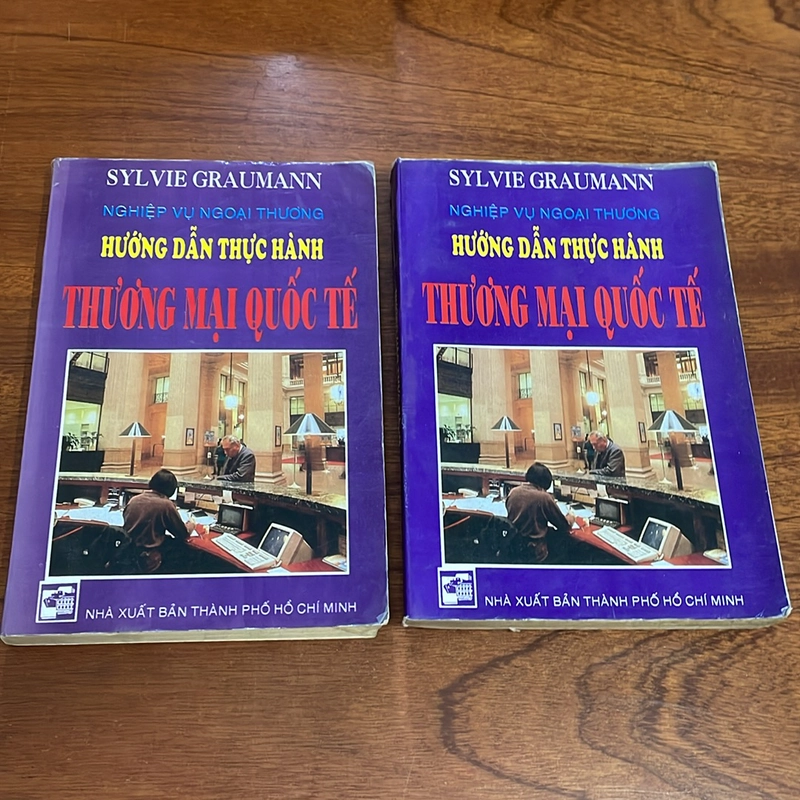 SYLVIE GRAUMANN
NGHIỆP VỤ NGOẠI THƯƠNG
HƯỚNG DẪN THỰC HÀNH
THƯƠNG MẠI QUỐC TẾ
NHÀ XUẤT BẢN THÀNH PHỐ HỒ CHÍ MINH
SYLVIE GRAUMANN
NGHIỆP VỤ NGOẠI THƯƠNG
HƯỚNG DẪN THỰC HÀNH
THƯƠNG MẠI QUỐC TẾ
NHÀ XUẤT BẢN THÀNH PHỐ HỒ CHÍ MINH